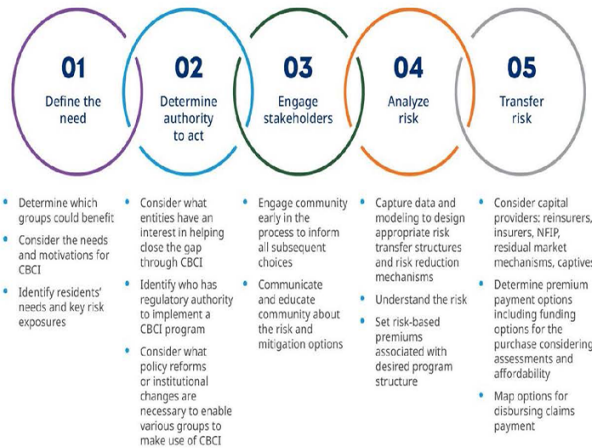 01
Define the
need
02
Determine
authority
to act
03
Engage
stakeholders
04
Analyze
risk
05
Transfer
risk
• Determine which
groups could benefit
• Consider the needs
and motivations for
CBCI
• Identify residents'
needs and key risk
exposures
• Consider what
entities have an
interest in helping
close the gap
through CBCI
• Identify who has
regulatory authority
to implement a
CBCI program
• Consider what
policy reforms
or institutional
changes are
necessary to enable
various groups to
make use of CBCI
• Engage community
early in the
process to inform
all subsequent
choices
• Communicate
and educate
community about
the risk and
mitigation options
• Capture data and
modeling to design
appropriate risk
transfer structures
and risk reduction
mechanisms
• Understand the risk
• Set risk-based
premiums
associated with
desired program
structure
• Consider capital
providers: reinsurers,
insurers, NFIP,
residual market
mechanisms, captives
• Determine premium
payment options
including funding
options for the
purchase considering
assessments and
affordability
• Map options for
disbursing claims
payment